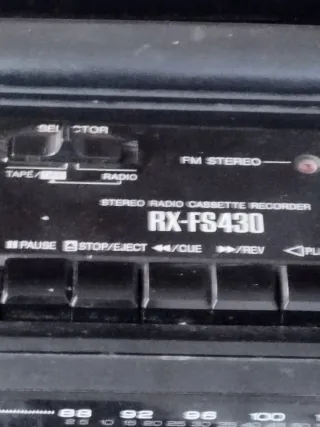 SELECTOR
FM STEREO
TAPE/
RADIO
STEREO RADIO CASSETTE RECORDER
RX-FS430
PAUSE STOP/EJECT ◀◀/CUE ▶▶/REV
88 92 96 100